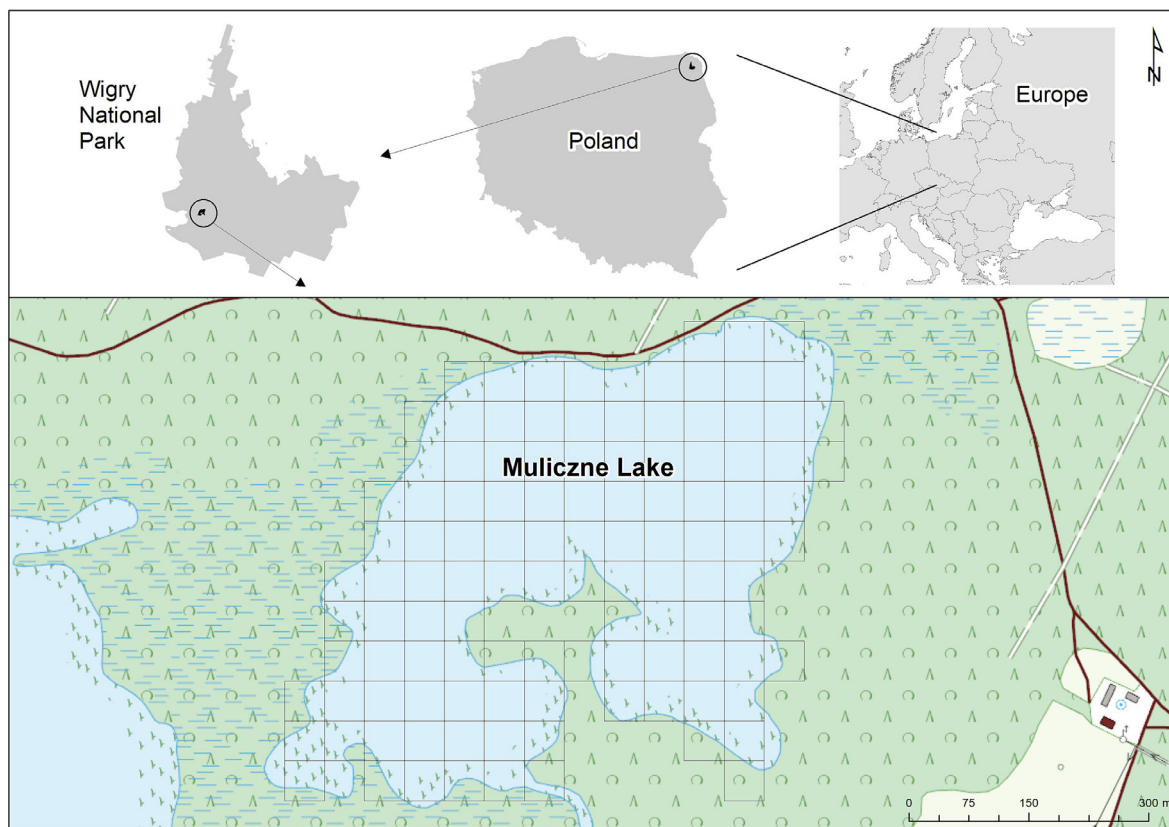 Wigry
National
Park
Poland
Europe
N
Muliczne Lake
0 75 150 300 m